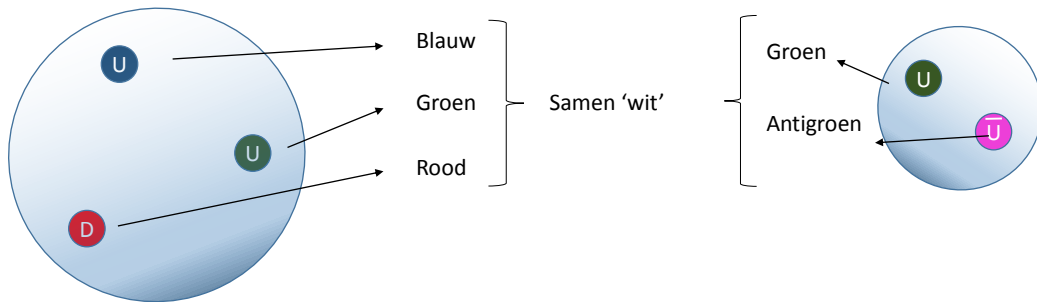 U
Blauw
Groen
Rood
U
D
Samen ‘wit’
Groen
Antigroen
U
U̅